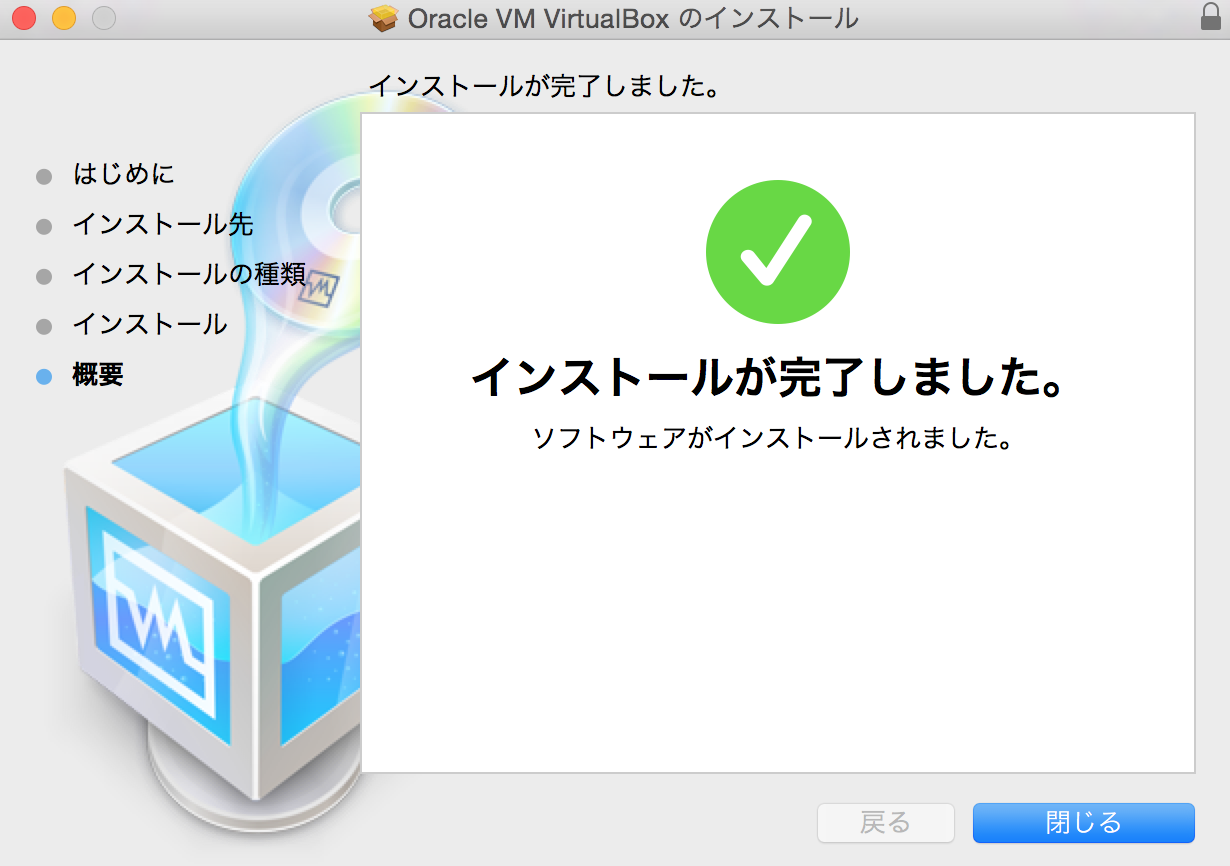 Oracle VM VirtualBox のインストール
インストールが完了しました。
はじめに
インストール先
インストールの種類
インストール
概要
インストールが完了しました。
ソフトウェアがインストールされました。
戻る
閉じる